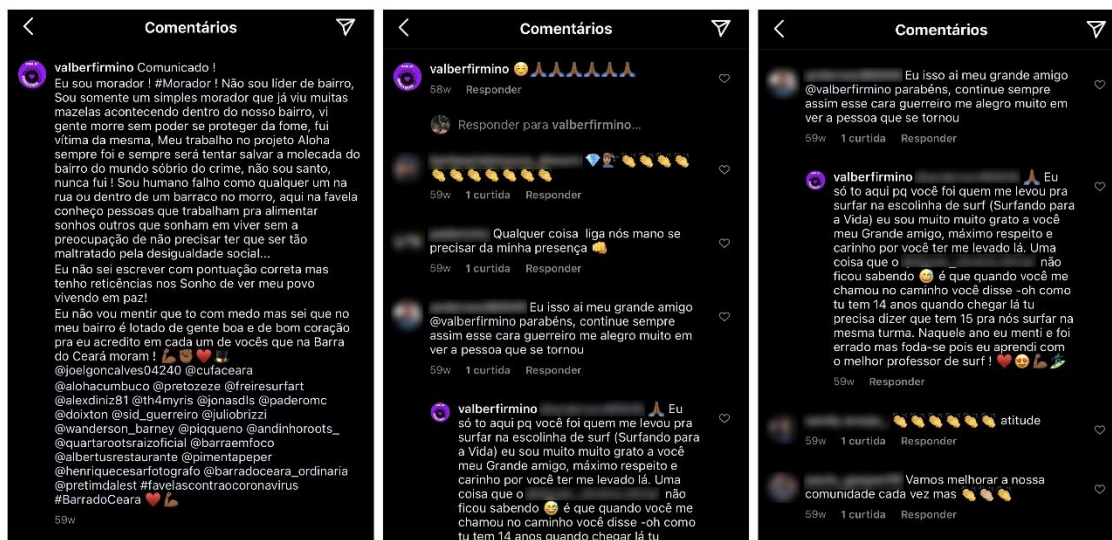 Comentários
valberfirmino Comunicado !
Eu sou morador ! #Morador ! Não sou líder de bairro,
Sou somente um simples morador que já viu muitas
mazelas acontecendo dentro do nosso bairro, vi
gente morre sem poder se proteger da fome, fui
vítima da mesma, Meu trabalho no projeto Aloha
sempre foi e sempre será tentar salvar a molecada do
bairro do mundo sóbrio do crime, não sou santo,
nunca fui ! Sou humano falho como qualquer um na
rua ou dentro de um barraco no morro, aqui na favela
conheço pessoas que trabalham pra alimentar
sonhos outros que sonham em viver sem a
preocupação de não precisar ter que ser tão
maltratado pela desigualdade social...
Eu não sei escrever com pontuação correta mas
tenho reticências nos Sonho de ver meu povo
vivendo em paz!
Eu não vou mentir que to com medo mas sei que no
meu bairro é lotado de gente boa e de bom coração
pra eu acredito em cada um de vocês que na Barra
do Ceará moram ! 💪🏾✊🏾❤️
@joelgoncalves04240 @cufaceara
@alohacumbuco @pretozeze @freiresurfart
@alexdiniz81 @th4myris @jonasdls @paderomc
@doixton @sid_guerreiro @juliobrizzi
@wanderson_barney @piqqueno @andinhoroots_
@quartarootsraizoficial @barraemfoco
@albertusrestaurante @pimentapeper
@henriquecesarfotografo @barradoceara_ordinaria
@pretimdalest #favelascontraocoronavirus
#BarradoCeara ❤️💪🏾
59w
Comentários
valberfirmino ☺️🙏🏾🙏🏾🙏🏾🙏🏾🙏🏾🙏🏾
58w Responder
Responder para valberfirmino...
💎 👏👏👏👏
👏👏👏👏👏👏👏
59w 1 curtida Responder
Qualquer coisa liga nós mano se
precisar da minha presença 👊
59w 1 curtida Responder
Eu isso ai meu grande amigo
@valberfirmino parabéns, continue sempre
assim esse cara guerreiro me alegro muito em
ver a pessoa que se tornou
59w 1 curtida Responder
valberfirmino 🙏🏾 Eu
só to aqui pq você foi quem me levou pra
surfar na escolinha de surf (Surfando para
a Vida) eu sou muito muito grato a você
meu Grande amigo, máximo respeito e
carinho por você ter me levado lá. Uma
coisa que o não
ficou sabendo 😅 é que quando você me
chamou no caminho você disse -oh como
tu tem 14 anos quando chegar lá tu
Comentários
Eu isso ai meu grande amigo
@valberfirmino parabéns, continue sempre
assim esse cara guerreiro me alegro muito em
ver a pessoa que se tornou
59w 1 curtida Responder
valberfirmino 🙏🏾 Eu
só to aqui pq você foi quem me levou pra
surfar na escolinha de surf (Surfando para
a Vida) eu sou muito muito grato a você
meu Grande amigo, máximo respeito e
carinho por você ter me levado lá. Uma
coisa que o não
ficou sabendo 😅 é que quando você me
chamou no caminho você disse -oh como
tu tem 14 anos quando chegar lá tu
precisa dizer que tem 15 pra nós surfar na
mesma turma. Naquele ano eu menti e foi
errado mas foda-se pois eu aprendi com
o melhor professor de surf ! ❤️😍💪🏾🏄
59w Responder
👏👏👏👏👏👏 atitude
59w 1 curtida Responder
Vamos melhorar a nossa
comunidade cada vez mas 👏👏🏼👏
59w 1 curtida Responder